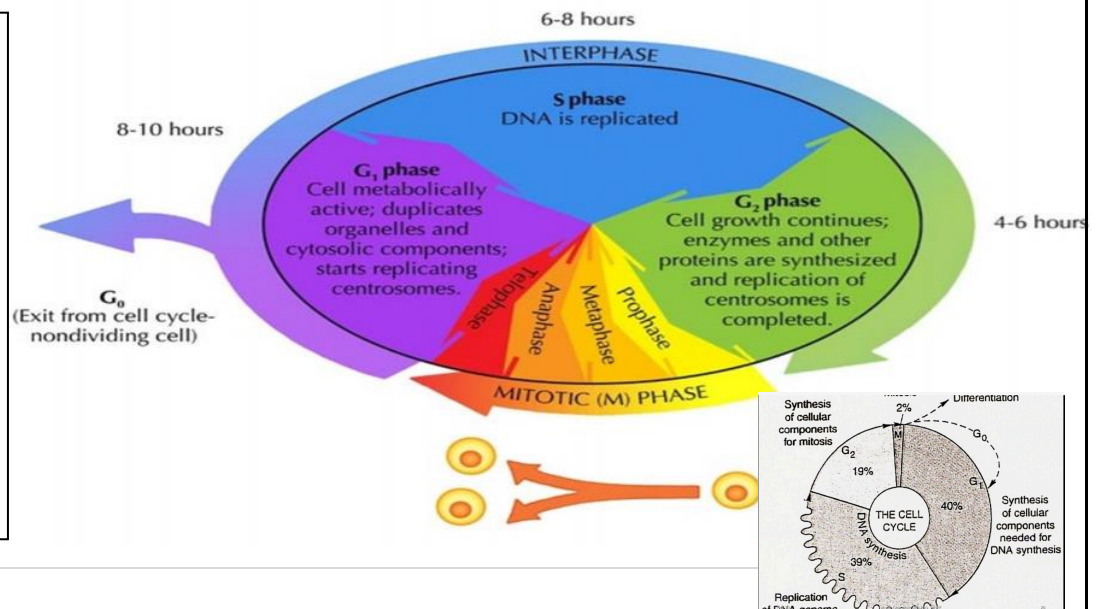 6-8 hours
INTERPHASE
S phase
DNA is replicated
8-10 hours
G₁ phase
Cell metabolically
active; duplicates
organelles and
cytosolic components;
starts replicating
centrosomes.
G₂ phase
Cell growth continues;
enzymes and other
proteins are synthesized
and replication of
centrosomes is
completed.
4-6 hours
G₀
(Exit from cell cycle-
nondividing cell)
Telophase
Anaphase
Metaphase
Prophase
MITOTIC (M) PHASE
Synthesis
of cellular
components
for mitosis
2%
Differentiation
M
G₀
G₂
19%
G₁
40%
THE CELL
CYCLE
Synthesis
of cellular
components
needed for
DNA synthesis
DNA synthesis
39%
S
Replication
of DNA genome